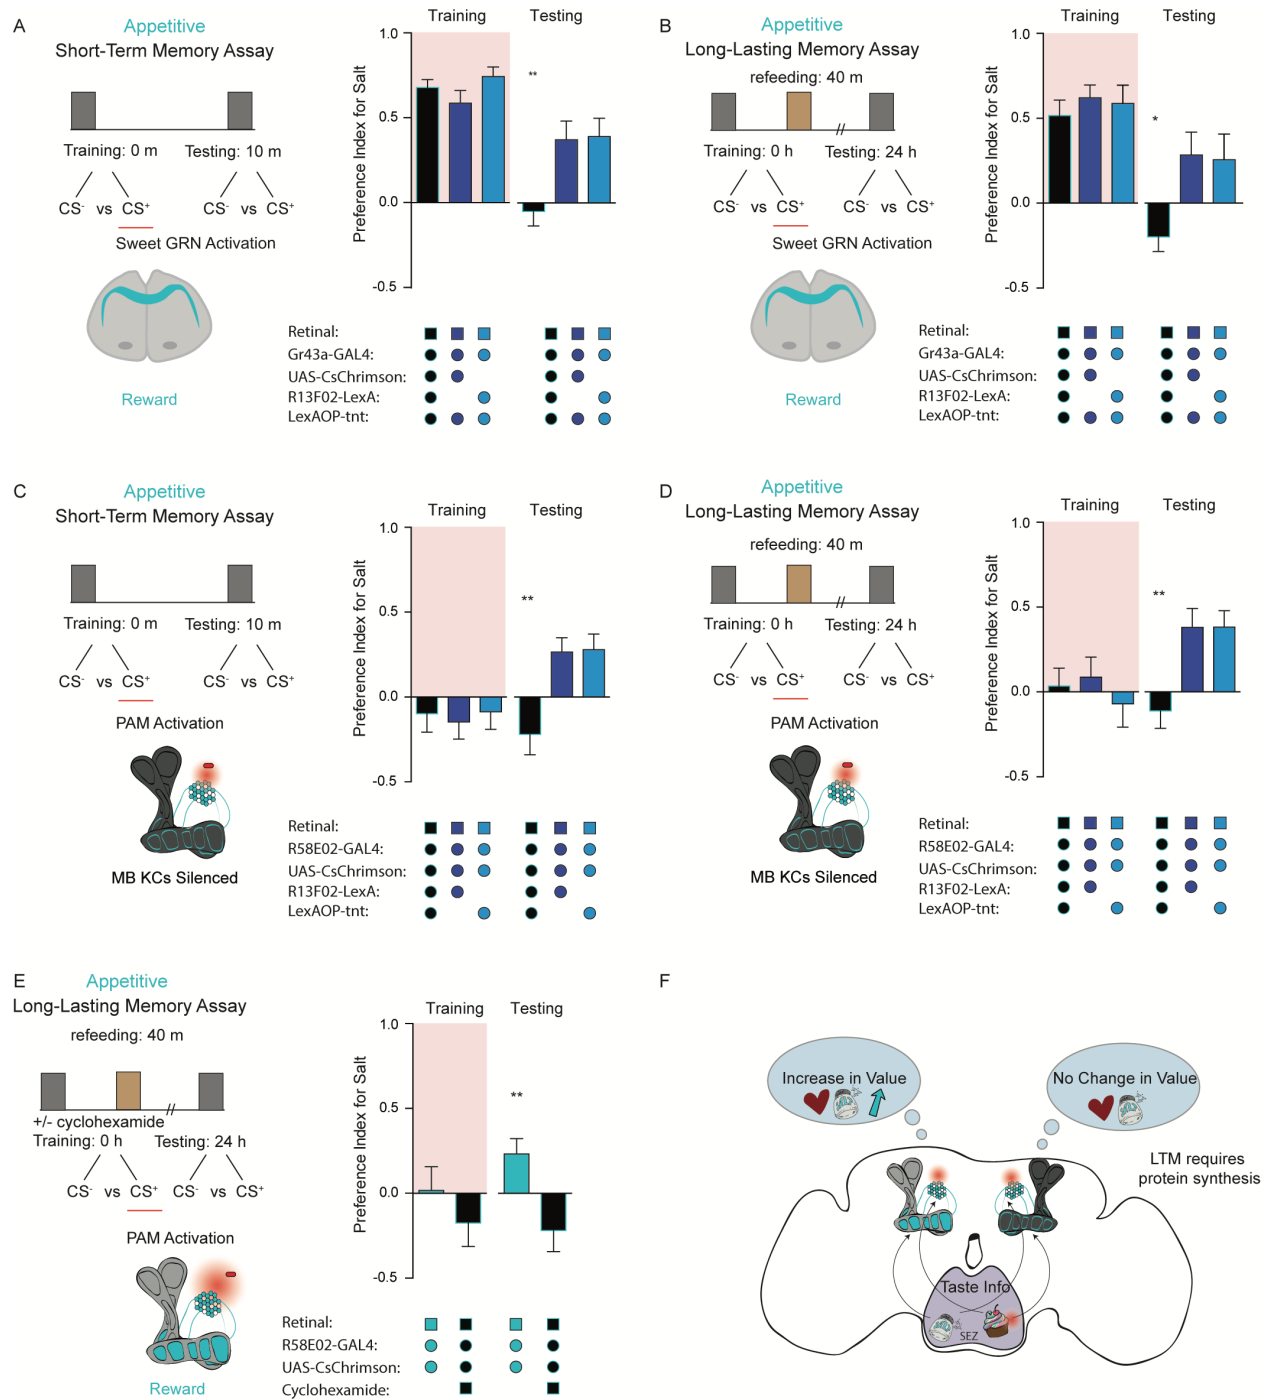 A
Appetitive
Short-Term Memory Assay
Training: 0 m
Testing: 10 m
CS- vs CS+
CS- vs CS+
Sweet GRN Activation
Reward
Training
Testing
Preference Index for Salt
1.0
0.5
0.0
-0.5
**
Retinal:
Gr43a-GAL4:
UAS-CsChrimson:
R13F02-LexA:
LexAOP-tnt:
B
Appetitive
Long-Lasting Memory Assay
refeeding: 40 m
Training: 0 h
Testing: 24 h
CS- vs CS+
CS- vs CS+
Sweet GRN Activation
Reward
Training
Testing
Preference Index for Salt
1.0
0.5
0.0
-0.5
*
Retinal:
Gr43a-GAL4:
UAS-CsChrimson:
R13F02-LexA:
LexAOP-tnt:
C
Appetitive
Short-Term Memory Assay
Training: 0 m
Testing: 10 m
CS- vs CS+
CS- vs CS+
PAM Activation
MB KCs Silenced
Training
Testing
Preference Index for Salt
1.0
0.5
0.0
-0.5
**
Retinal:
R58E02-GAL4:
UAS-CsChrimson:
R13F02-LexA:
LexAOP-tnt:
D
Appetitive
Long-Lasting Memory Assay
refeeding: 40 m
Training: 0 h
Testing: 24 h
CS- vs CS+
CS- vs CS+
PAM Activation
MB KCs Silenced
Training
Testing
Preference Index for Salt
1.0
0.5
0.0
-0.5
**
Retinal:
R58E02-GAL4:
UAS-CsChrimson:
R13F02-LexA:
LexAOP-tnt:
E
Appetitive
Long-Lasting Memory Assay
refeeding: 40 m
+/- cyclohexamide
Training: 0 h
Testing: 24 h
CS- vs CS+
CS- vs CS+
PAM Activation
Reward
Training
Testing
Preference Index for Salt
1.0
0.5
0.0
-0.5
**
Retinal:
R58E02-GAL4:
UAS-CsChrimson:
Cyclohexamide:
F
Increase in Value
No Change in Value
LTM requires
protein synthesis
Taste Info
SEZ